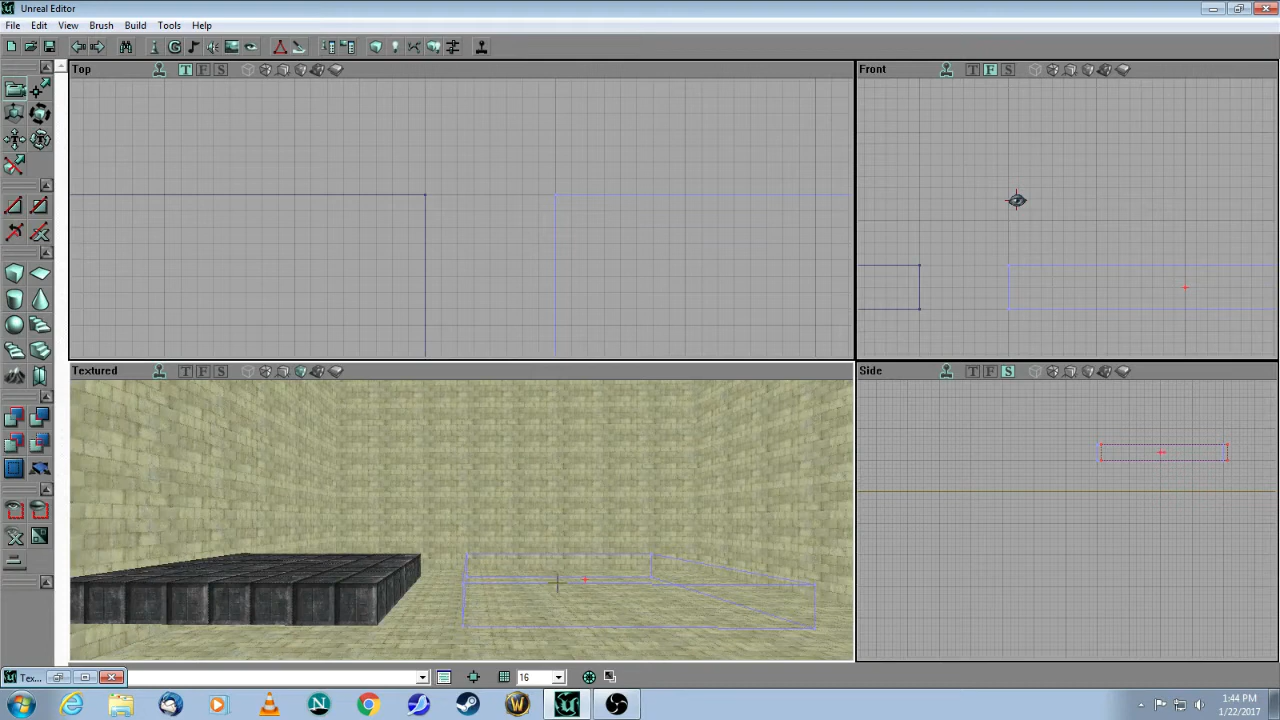 Unreal Editor
File Edit View Brush Build Tools Help
Top T F S
Front T F S
Textured T F S
Side T F S
Tex... 16
1:44 PM
1/22/2017